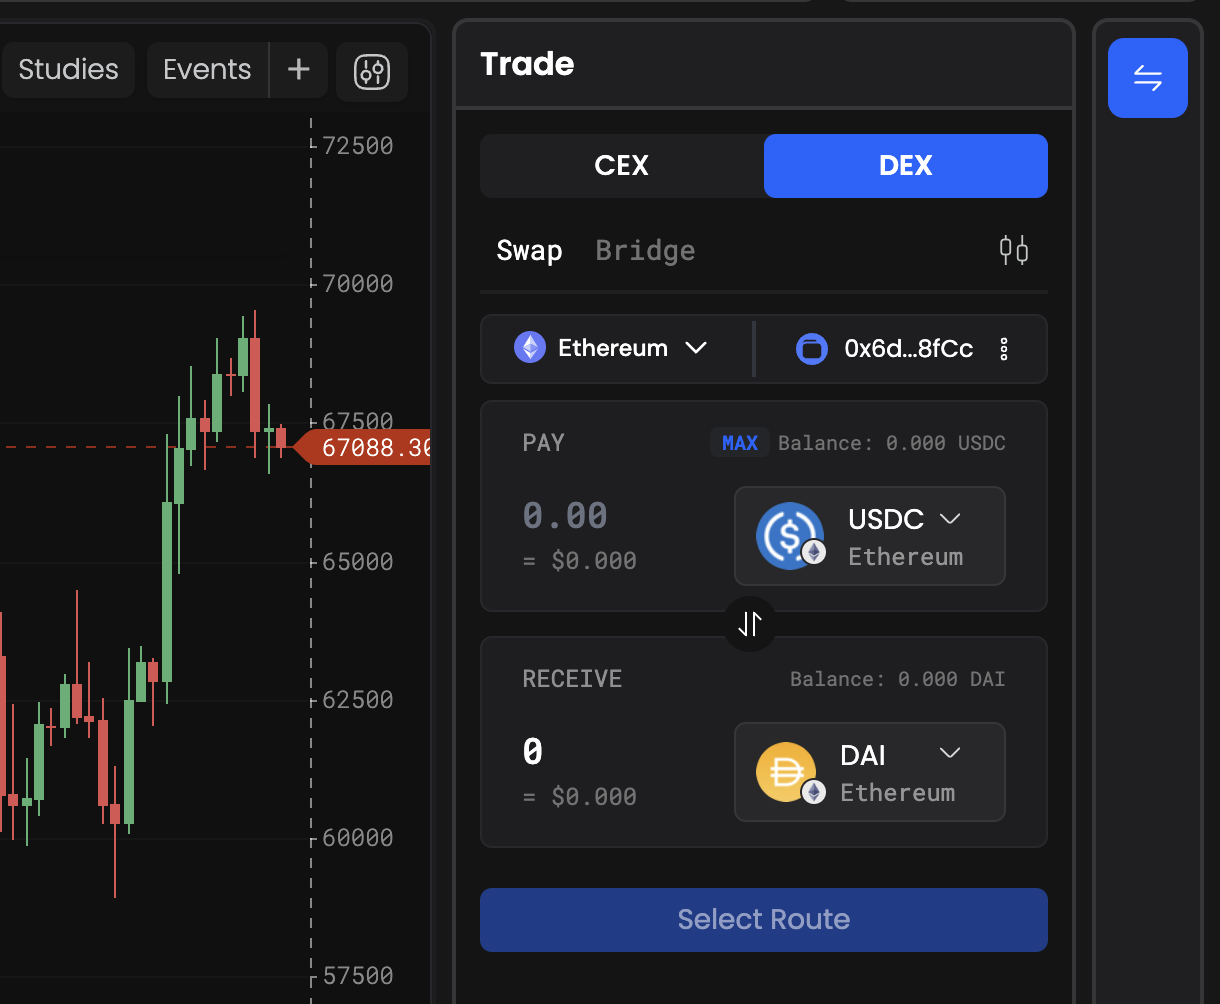 Studies
Events
+
72500
70000
67500
67088.30
65000
62500
60000
57500
Trade
CEX
DEX
Swap
Bridge
Ethereum
0x6d...8fCc
PAY
MAX
Balance: 0.000 USDC
0.00
= $0.000
USDC
Ethereum
RECEIVE
Balance: 0.000 DAI
0
= $0.000
DAI
Ethereum
Select Route